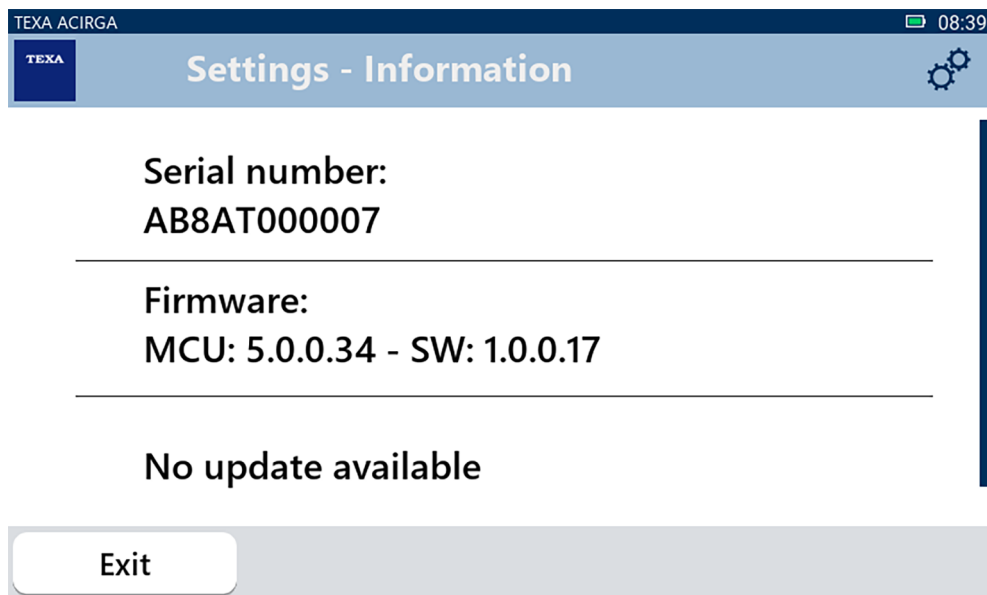 TEXA ACIRGA 08:39
TEXA Settings - Information
Serial number:
AB8AT000007
Firmware:
MCU: 5.0.0.34 - SW: 1.0.0.17
No update available
Exit